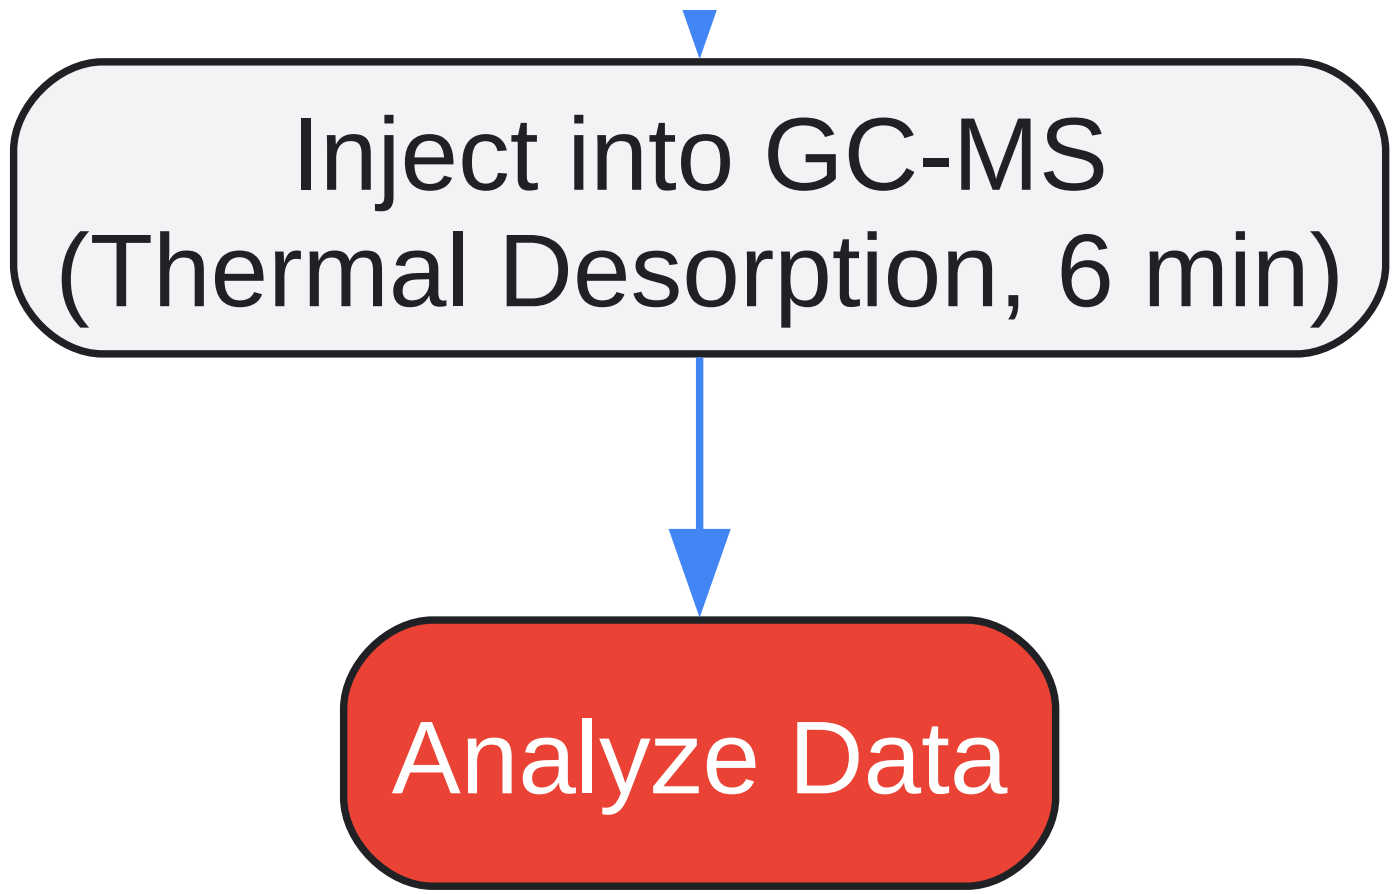 Inject into GC-MS
(Thermal Desorption, 6 min)
Analyze Data